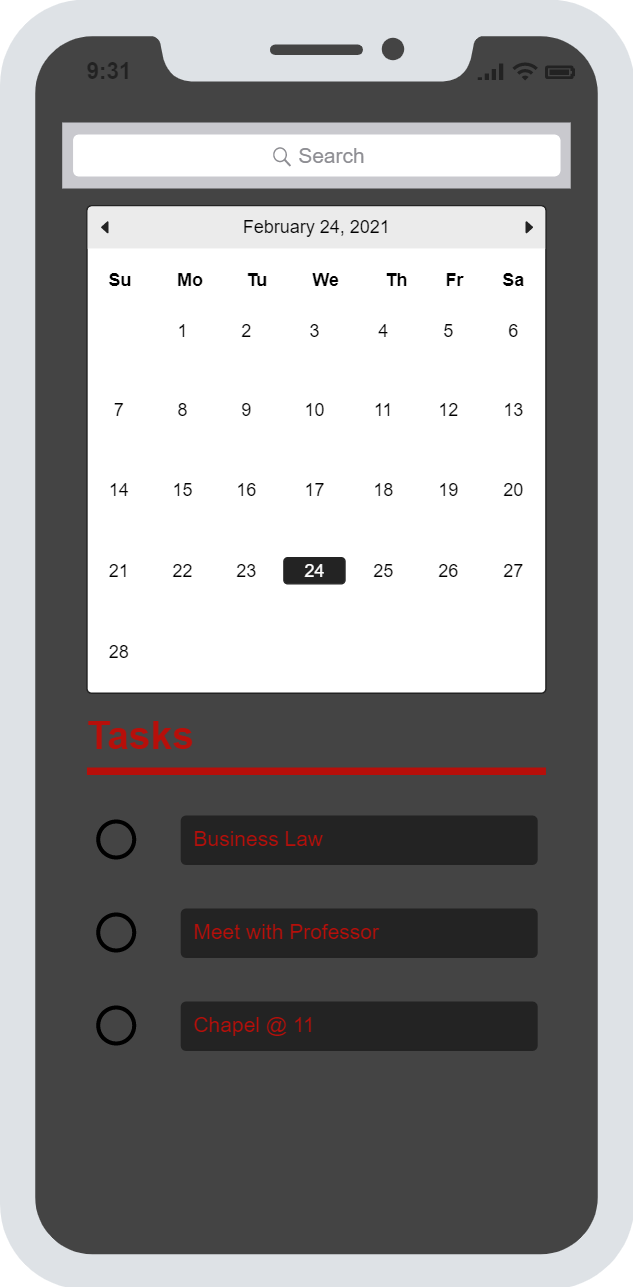 9:31
Search
February 24, 2021
Su Mo Tu We Th Fr Sa
1 2 3 4 5 6
7 8 9 10 11 12 13
14 15 16 17 18 19 20
21 22 23 24 25 26 27
28
Tasks
Business Law
Meet with Professor
Chapel @ 11